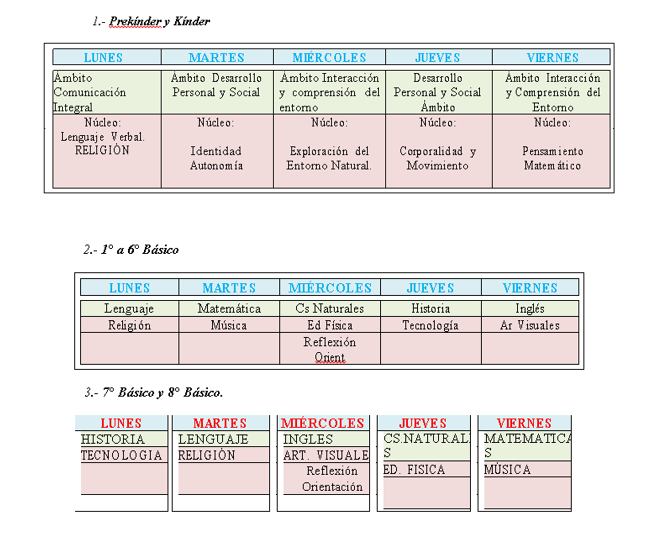 1.- Prekínder y Kínder
LUNES MARTES MIÉRCOLES JUEVES VIERNES
Ámbito Ámbito Desarrollo Ámbito Interacción Desarrollo Ámbito Interacción
Comunicación Personal y Social y comprensión del Personal y Social y Comprensión del
Integral entorno Ámbito Entorno
Núcleo: Núcleo: Núcleo: Núcleo: Núcleo:
Lenguaje Verbal.
RELIGIÓN Identidad Exploración del Corporalidad y Pensamiento
Autonomía Entorno Natural. Movimiento Matemático
2.- 1° a 6° Básico
LUNES MARTES MIÉRCOLES JUEVES VIERNES
Lenguaje Matemática Cs Naturales Historia Inglés
Religión Música Ed Física Tecnología Ar Visuales
Reflexión
Orient
3.- 7° Básico y 8° Básico.
LUNES MARTES MIÉRCOLES JUEVES VIERNES
HISTORIA LENGUAJE INGLES CS.NATURAL MATEMATICA
S S
TECNOLOGIA RELIGIÓN ART. VISUALE ED. FISICA MÚSICA
Reflexión
Orientación